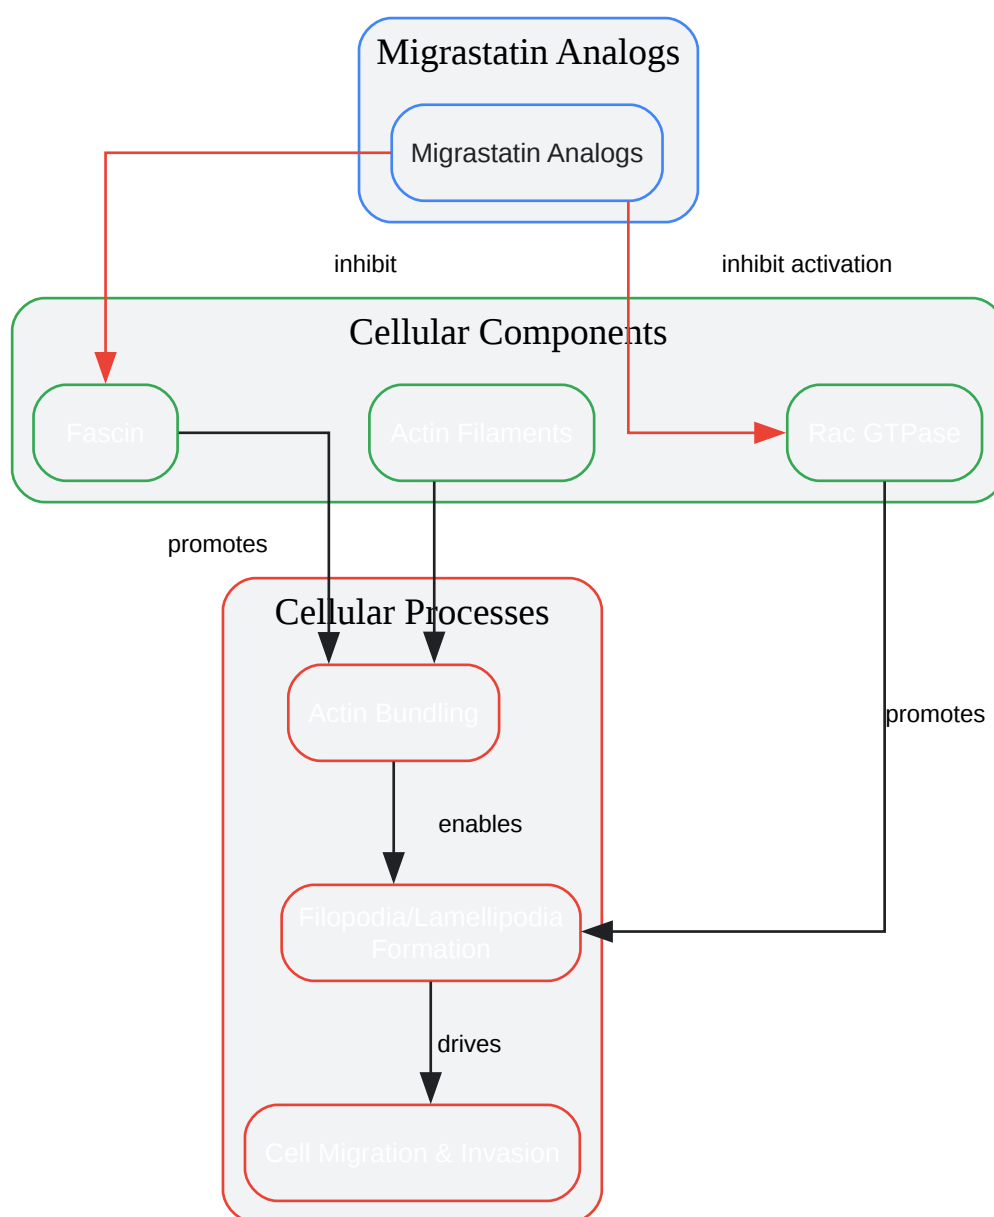 Migrastatin Analogs
Migrastatin Analogs
inhibit
inhibit activation
Cellular Components
Fascin
Actin Filaments
Rac GTPase
promotes
Cellular Processes
Actin Bundling
promotes
enables
Filopodia/Lamellipodia
Formation
drives
Cell Migration & Invasion